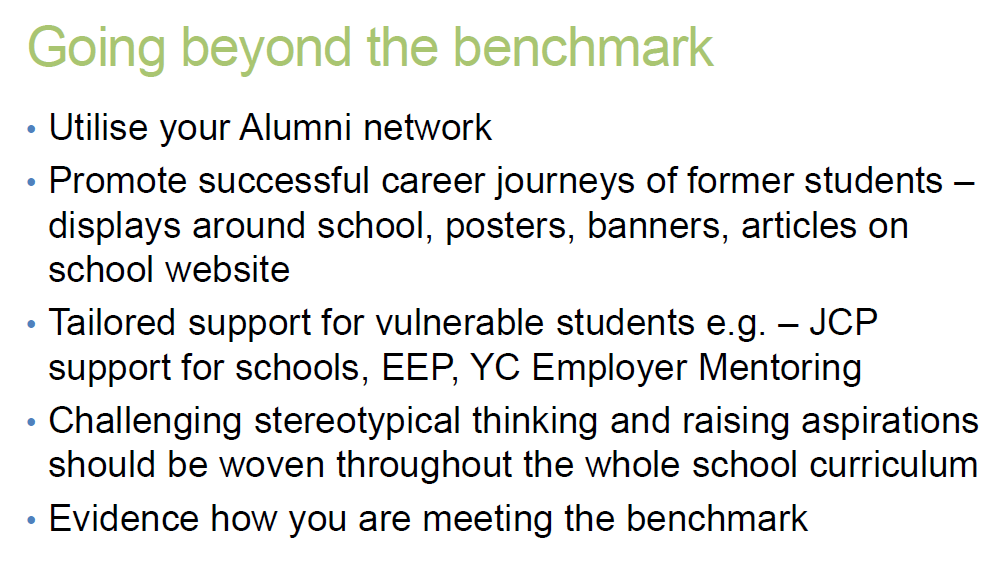 Going beyond the benchmark
• Utilise your Alumni network
• Promote successful career journeys of former students –
displays around school, posters, banners, articles on
school website
• Tailored support for vulnerable students e.g. – JCP
support for schools, EEP, YC Employer Mentoring
• Challenging stereotypical thinking and raising aspirations
should be woven throughout the whole school curriculum
• Evidence how you are meeting the benchmark